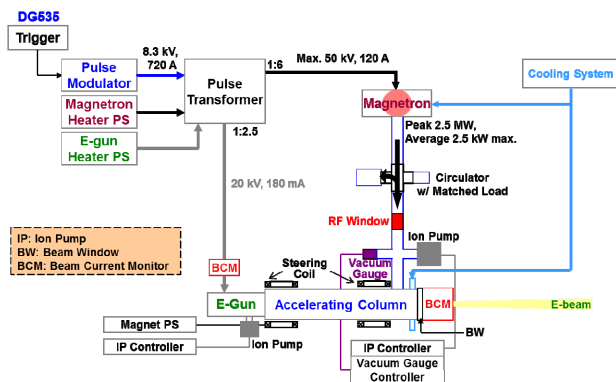 DG535
Trigger
8.3 kV,
720 A
1:6
Max. 50 kV, 120 A
Cooling System
Pulse
Modulator
Pulse
Transformer
Magnetron
Heater PS
Magnetron
E-gun
Heater PS
1:2.5
Peak 2.5 MW,
Average 2.5 kW max.
20 kV, 180 mA
Circulator
w/ Matched Load
RF Window
IP: Ion Pump
BW: Beam Window
BCM: Beam Current Monitor
Ion Pump
BCM
Steering
Coil
Vacuum
Gauge
E-Gun
Accelerating Column
BCM
E-beam
Magnet PS
BW
IP Controller
Ion Pump
IP Controller
Vacuum Gauge
Controller